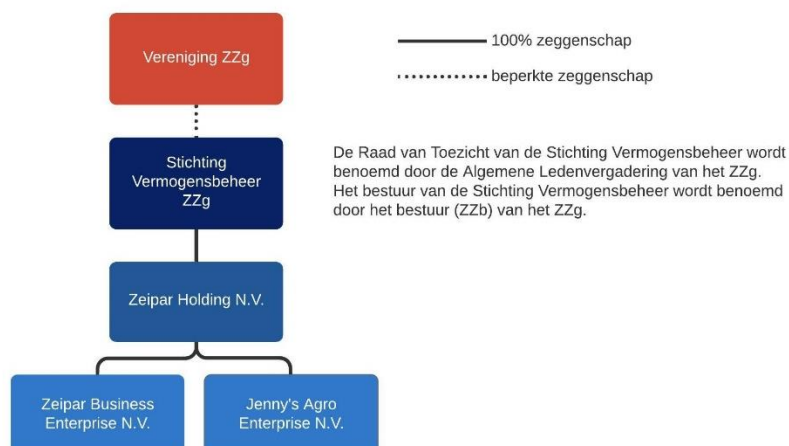 Vereniging ZZg
100% zeggenschap
beperkte zeggenschap
Stichting
Vermogensbeheer
ZZg
De Raad van Toezicht van de Stichting Vermogensbeheer wordt
benoemd door de Algemene Ledenvergadering van het ZZg.
Het bestuur van de Stichting Vermogensbeheer wordt benoemd
door het bestuur (ZZb) van het ZZg.
Zeipar Holding N.V.
Zeipar Business
Enterprise N.V.
Jenny's Agro
Enterprise N.V.